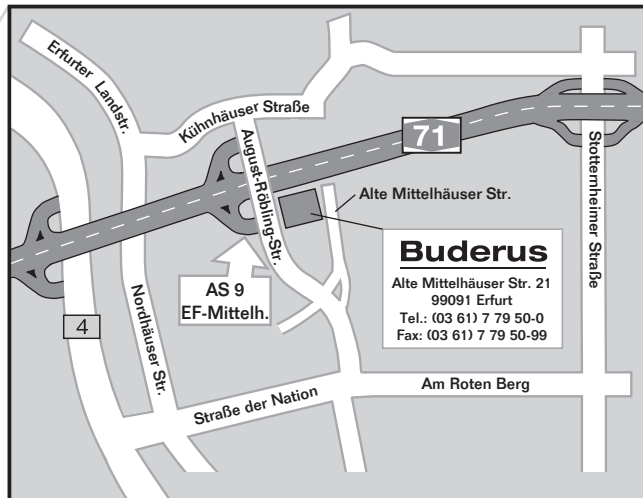 Erfurter Landstr.
Kühnhäuser Straße
August-Röbling-Str.
71
Stotternheimer Straße
Alte Mittelhäuser Str.
Buderus
Alte Mittelhäuser Str. 21
99091 Erfurt
Tel.: (03 61) 7 79 50-0
Fax: (03 61) 7 79 50-99
AS 9
EF-Mittelh.
4
Nordhäuser Str.
Straße der Nation
Am Roten Berg